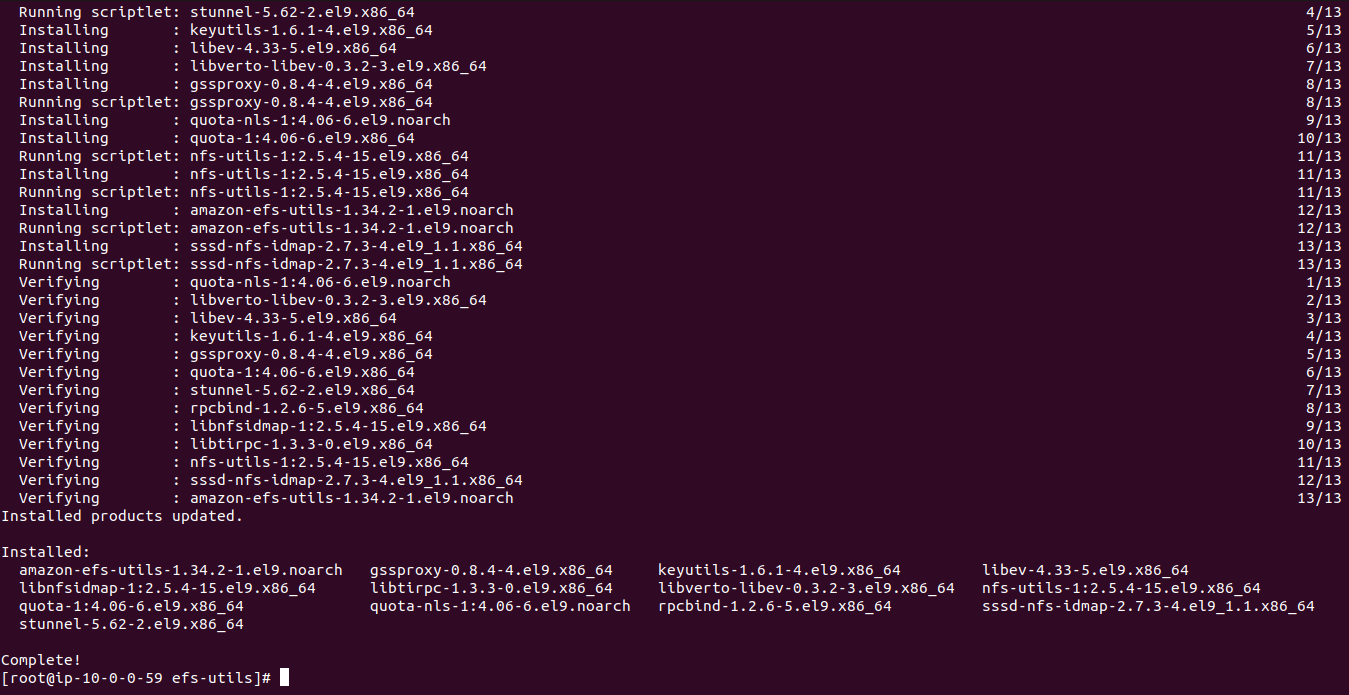 Running scriptlet: stunnel-5.62-2.el9.x86_64 4/13
  Installing       : keyutils-1.6.1-4.el9.x86_64 5/13
  Installing       : libev-4.33-5.el9.x86_64 6/13
  Installing       : libverto-libev-0.3.2-3.el9.x86_64 7/13
  Installing       : gssproxy-0.8.4-4.el9.x86_64 8/13
  Running scriptlet: gssproxy-0.8.4-4.el9.x86_64 8/13
  Installing       : quota-nls-1:4.06-6.el9.noarch 9/13
  Installing       : quota-1:4.06-6.el9.x86_64 10/13
  Running scriptlet: nfs-utils-1:2.5.4-15.el9.x86_64 11/13
  Installing       : nfs-utils-1:2.5.4-15.el9.x86_64 11/13
  Running scriptlet: nfs-utils-1:2.5.4-15.el9.x86_64 11/13
  Installing       : amazon-efs-utils-1.34.2-1.el9.noarch 12/13
  Running scriptlet: amazon-efs-utils-1.34.2-1.el9.noarch 12/13
  Installing       : sssd-nfs-idmap-2.7.3-4.el9_1.1.x86_64 13/13
  Running scriptlet: sssd-nfs-idmap-2.7.3-4.el9_1.1.x86_64 13/13
  Verifying        : quota-nls-1:4.06-6.el9.noarch 1/13
  Verifying        : libverto-libev-0.3.2-3.el9.x86_64 2/13
  Verifying        : libev-4.33-5.el9.x86_64 3/13
  Verifying        : keyutils-1.6.1-4.el9.x86_64 4/13
  Verifying        : gssproxy-0.8.4-4.el9.x86_64 5/13
  Verifying        : quota-1:4.06-6.el9.x86_64 6/13
  Verifying        : stunnel-5.62-2.el9.x86_64 7/13
  Verifying        : rpcbind-1.2.6-5.el9.x86_64 8/13
  Verifying        : libnfsidmap-1:2.5.4-15.el9.x86_64 9/13
  Verifying        : libtirpc-1.3.3-0.el9.x86_64 10/13
  Verifying        : nfs-utils-1:2.5.4-15.el9.x86_64 11/13
  Verifying        : sssd-nfs-idmap-2.7.3-4.el9_1.1.x86_64 12/13
  Verifying        : amazon-efs-utils-1.34.2-1.el9.noarch 13/13
Installed products updated.

Installed:
  amazon-efs-utils-1.34.2-1.el9.noarch   gssproxy-0.8.4-4.el9.x86_64     keyutils-1.6.1-4.el9.x86_64         libev-4.33-5.el9.x86_64
  libnfsidmap-1:2.5.4-15.el9.x86_64      libtirpc-1.3.3-0.el9.x86_64     libverto-libev-0.3.2-3.el9.x86_64   nfs-utils-1:2.5.4-15.el9.x86_64
  quota-1:4.06-6.el9.x86_64              quota-nls-1:4.06-6.el9.noarch   rpcbind-1.2.6-5.el9.x86_64          sssd-nfs-idmap-2.7.3-4.el9_1.1.x86_64
  stunnel-5.62-2.el9.x86_64

Complete!
[root@ip-10-0-0-59 efs-utils]#